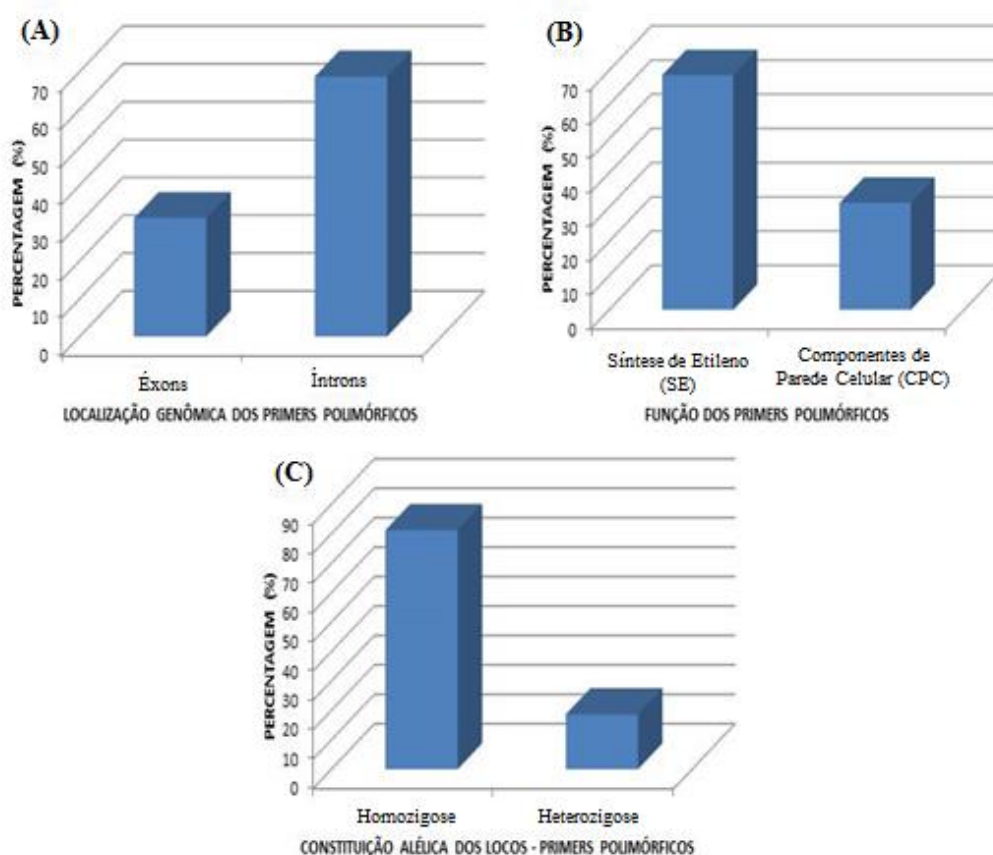 (A)
PERCENTAGEM (%)
70
60
50
40
30
20
10
0
Éxons
Íntrons
LOCALIZAÇÃO GENÔMICA DOS PRIMERS POLIMÓRFICOS
(B)
PERCENTAGEM (%)
70
60
50
40
30
20
10
0
Síntese de Etileno
(SE)
Componentes de
Parede Celular (CPC)
FUNÇÃO DOS PRIMERS POLIMÓRFICOS
(C)
PERCENTAGEM (%)
90
80
70
60
50
40
30
20
10
0
Homozigose
Heterozigose
CONSTITUIÇÃO ALÉLICA DOS LOCOS - PRIMERS POLIMÓRFICOS